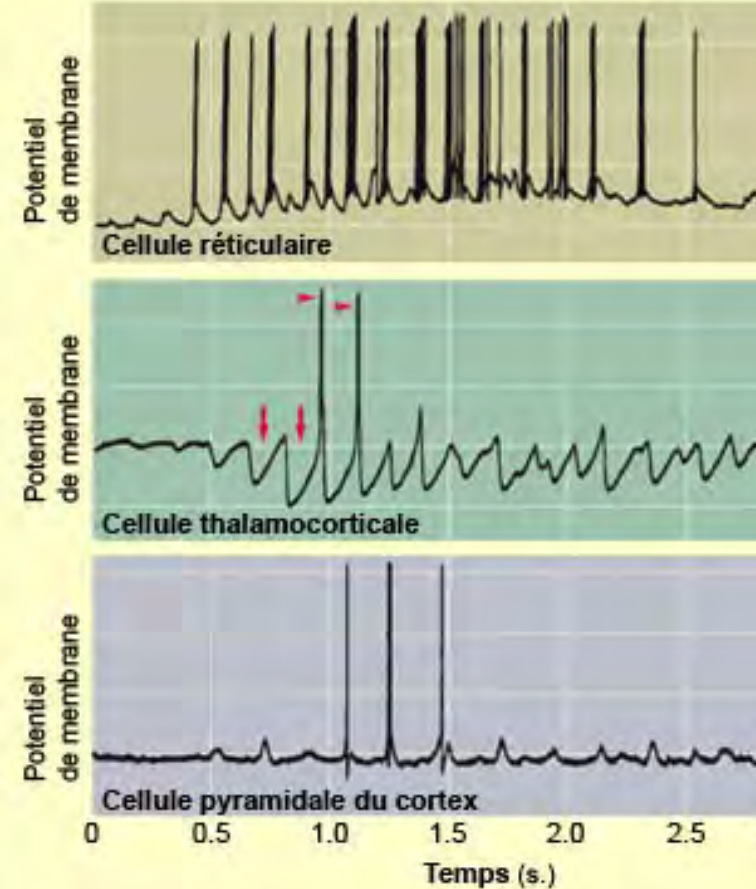 Potentiel
de membrane
Cellule réticulaire
Potentiel
de membrane
Cellule thalamocorticale
Potentiel
de membrane
Cellule pyramidale du cortex
0 0.5 1.0 1.5 2.0 2.5
Temps (s.)